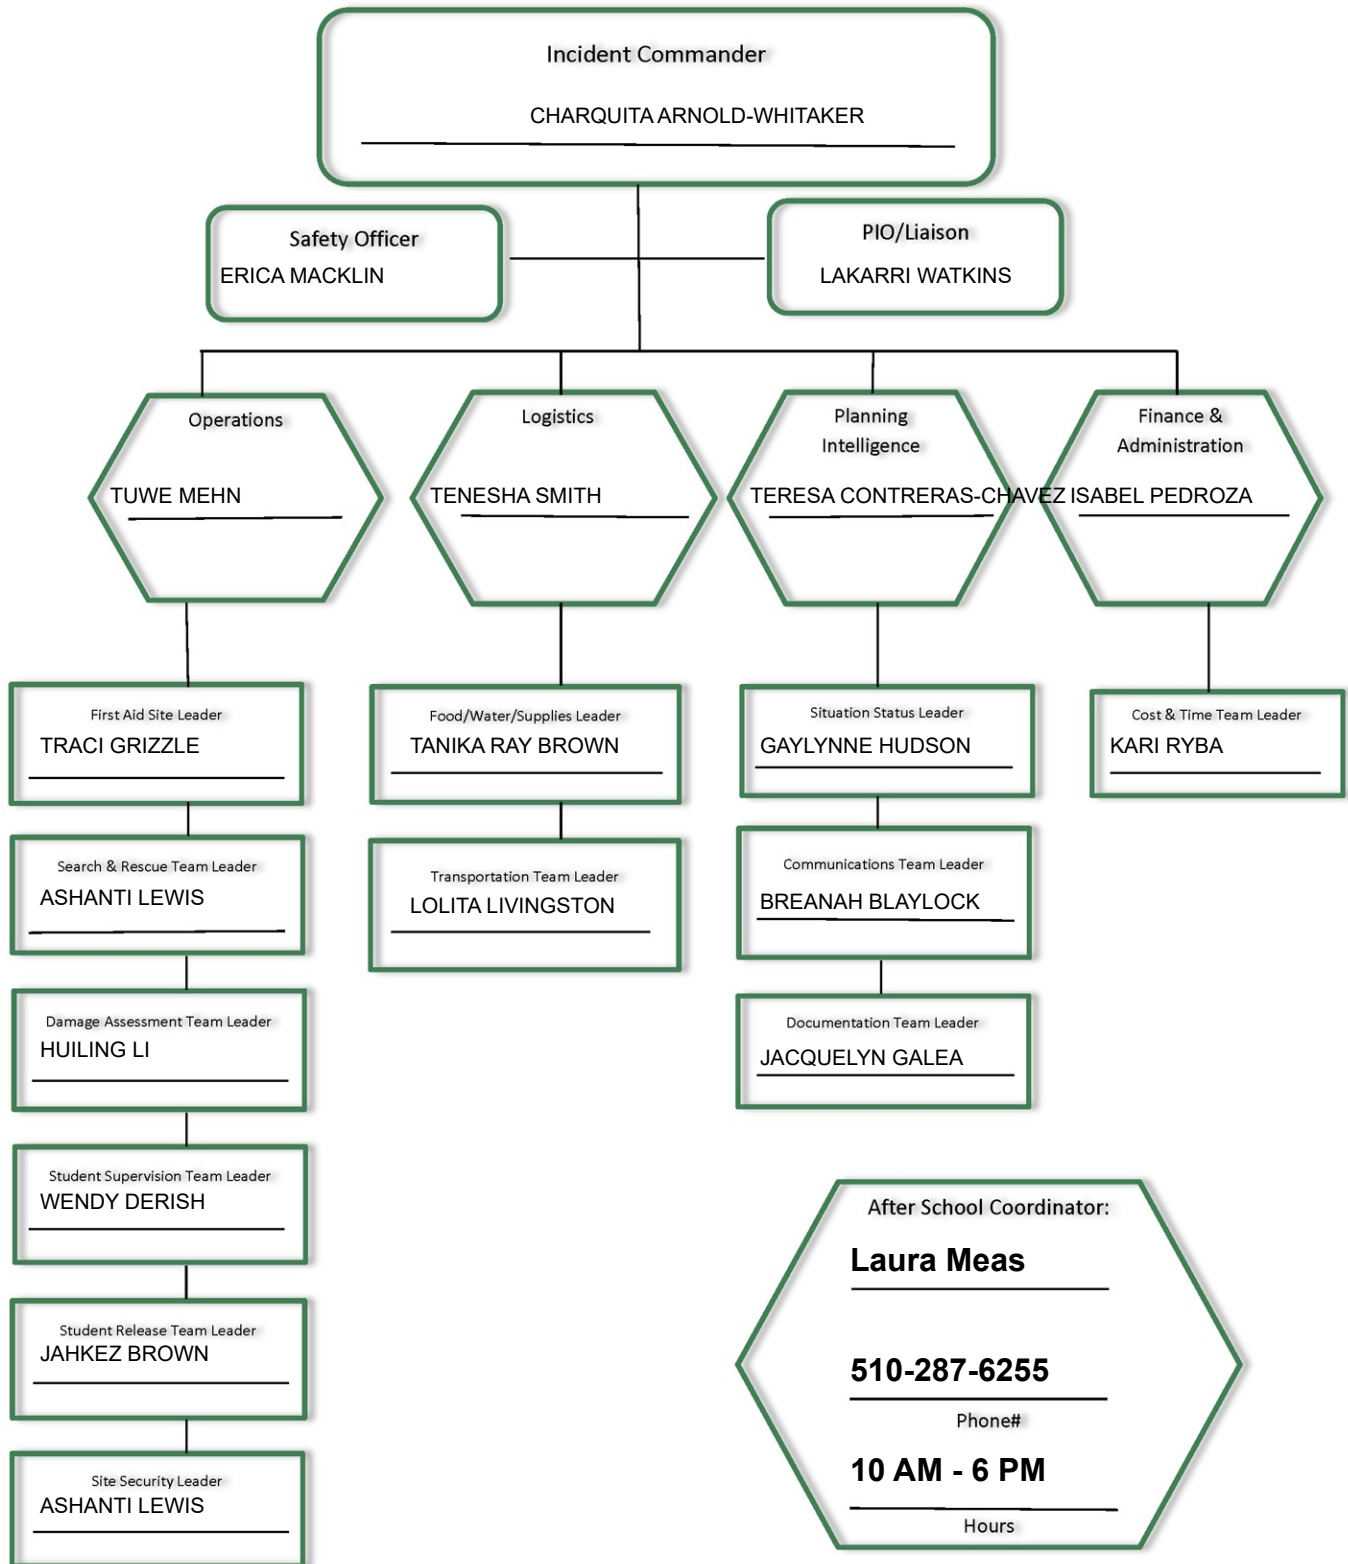 Incident Commander
CHARQUITA ARNOLD-WHITAKER
Safety Officer
ERICA MACKLIN
PIO/Liaison
LAKARRI WATKINS
Operations
TUWE MEHN
Logistics
TENESHA SMITH
Planning
Intelligence
TERESA CONTRERAS-CHAVEZ
Finance &
Administration
ISABEL PEDROZA
First Aid Site Leader
TRACI GRIZZLE
Search & Rescue Team Leader
ASHANTI LEWIS
Damage Assessment Team Leader
HUILING LI
Student Supervision Team Leader
WENDY DERISH
Student Release Team Leader
JAHKEZ BROWN
Site Security Leader
ASHANTI LEWIS
Food/Water/Supplies Leader
TANIKA RAY BROWN
Transportation Team Leader
LOLITA LIVINGSTON
Situation Status Leader
GAYLYNNE HUDSON
Communications Team Leader
BREANAH BLAYLOCK
Documentation Team Leader
JACQUELYN GALEA
Cost & Time Team Leader
KARI RYBA
After School Coordinator:
Laura Meas
510-287-6255
Phone#
10 AM - 6 PM
Hours